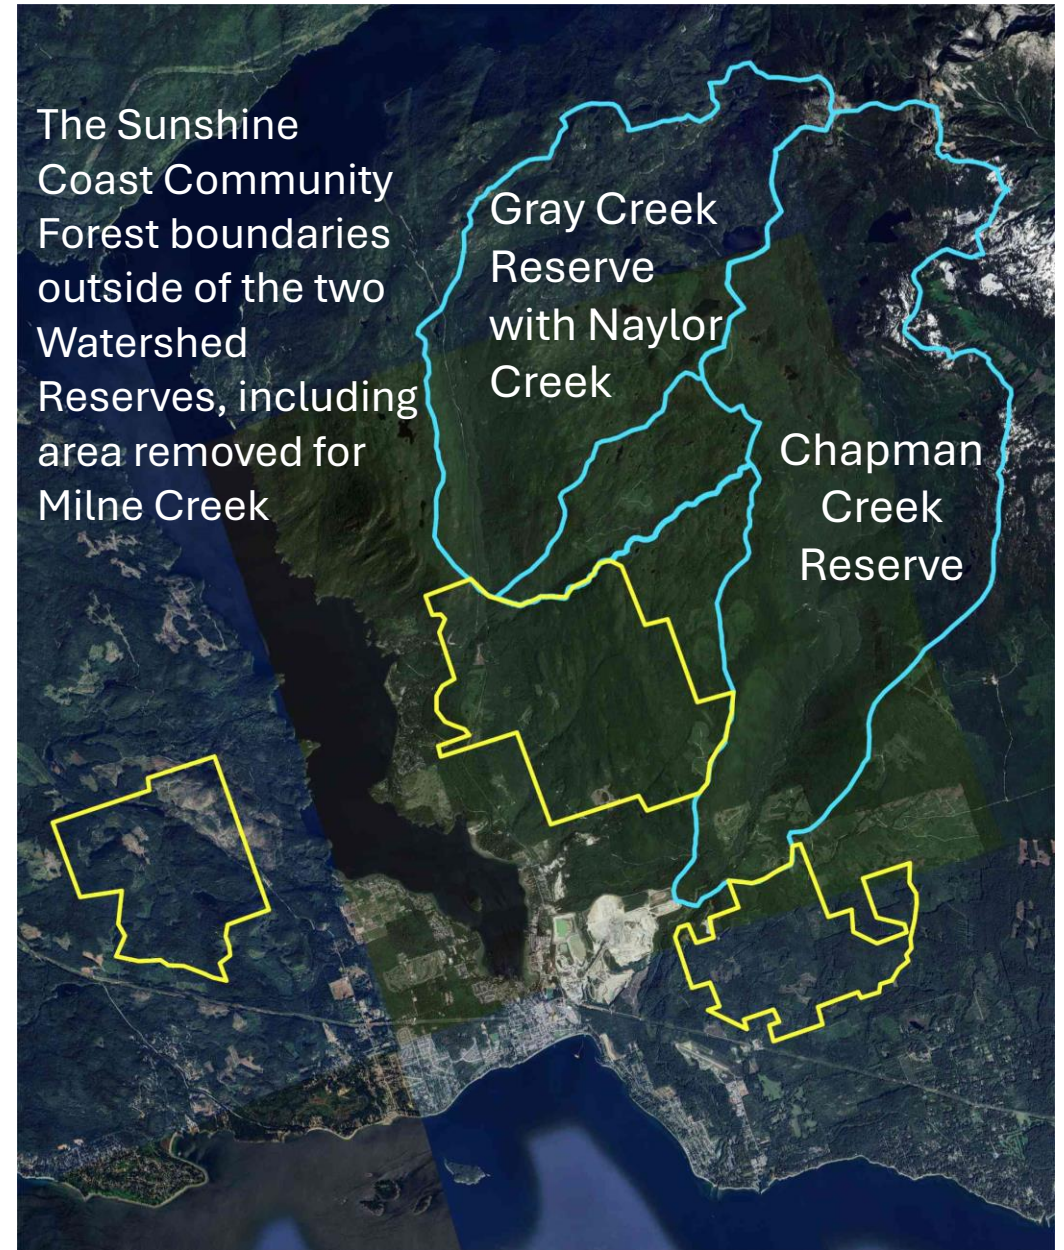 The Sunshine
Coast Community
Forest boundaries
outside of the two
Watershed
Reserves, including
area removed for
Milne Creek
Gray Creek
Reserve
with Naylor
Creek
Chapman
Creek
Reserve